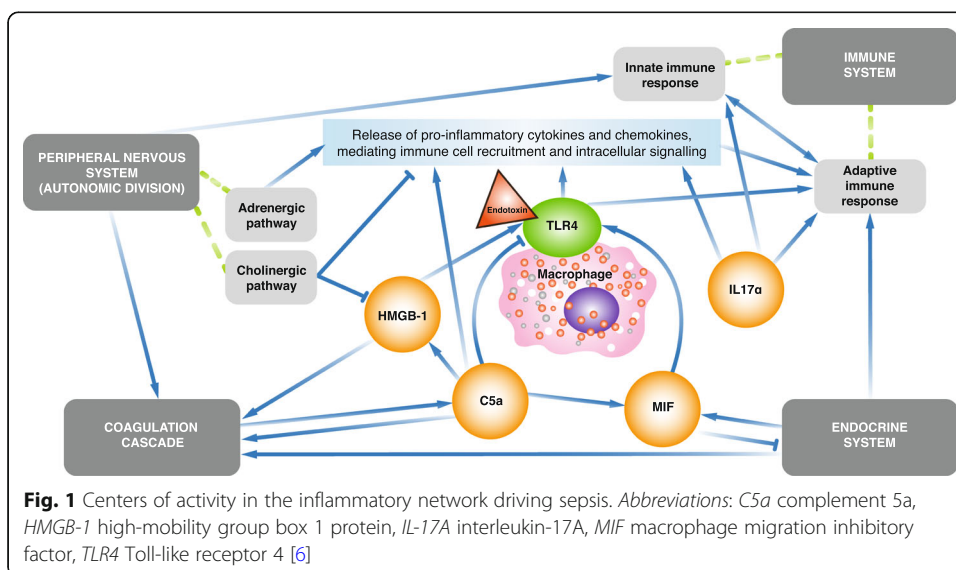 Innate immune
response
IMMUNE
SYSTEM
Release of pro-inflammatory cytokines and chemokines,
mediating immune cell recruitment and intracellular signalling
PERIPHERAL NERVOUS
SYSTEM
(AUTONOMIC DIVISION)
Adaptive
immune
response
Adrenergic
pathway
Endotoxin
TLR4
Cholinergic
pathway
Macrophage
IL17α
HMGB-1
C5a
MIF
COAGULATION
CASCADE
ENDOCRINE
SYSTEM
Fig. 1 Centers of activity in the inflammatory network driving sepsis. Abbreviations: C5a complement 5a,
HMGB-1 high-mobility group box 1 protein, IL-17A interleukin-17A, MIF macrophage migration inhibitory
factor, TLR4 Toll-like receptor 4 [6]